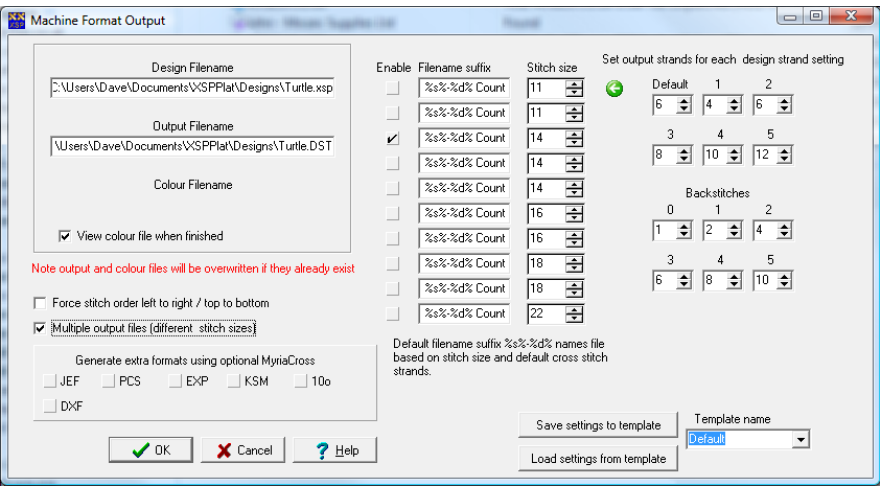 XSP Machine Format Output
Design Filename
C:\Users\Dave\Documents\XSPPlat\Designs\Turtle.xsp
Output Filename
\Users\Dave\Documents\XSPPlat\Designs\Turtle.DST
Colour Filename
View colour file when finished
Note output and colour files will be overwritten if they already exist
Force stitch order left to right / top to bottom
Multiple output files (different stitch sizes)
Generate extra formats using optional MyriaCross
JEF PCS EXP KSM 10o
DXF
OK Cancel Help
Enable Filename suffix Stitch size
%s%-%d% Count 11
%s%-%d% Count 11
%s%-%d% Count 14
%s%-%d% Count 14
%s%-%d% Count 14
%s%-%d% Count 16
%s%-%d% Count 16
%s%-%d% Count 18
%s%-%d% Count 18
%s%-%d% Count 22
Default filename suffix %s%-%d% names file
based on stitch size and default cross stitch
strands.
Set output strands for each design strand setting
Default 1 2
6 4 6
3 4 5
8 10 12
Backstitches
0 1 2
1 2 4
3 4 5
6 8 10
Save settings to template
Load settings from template
Template name
Default